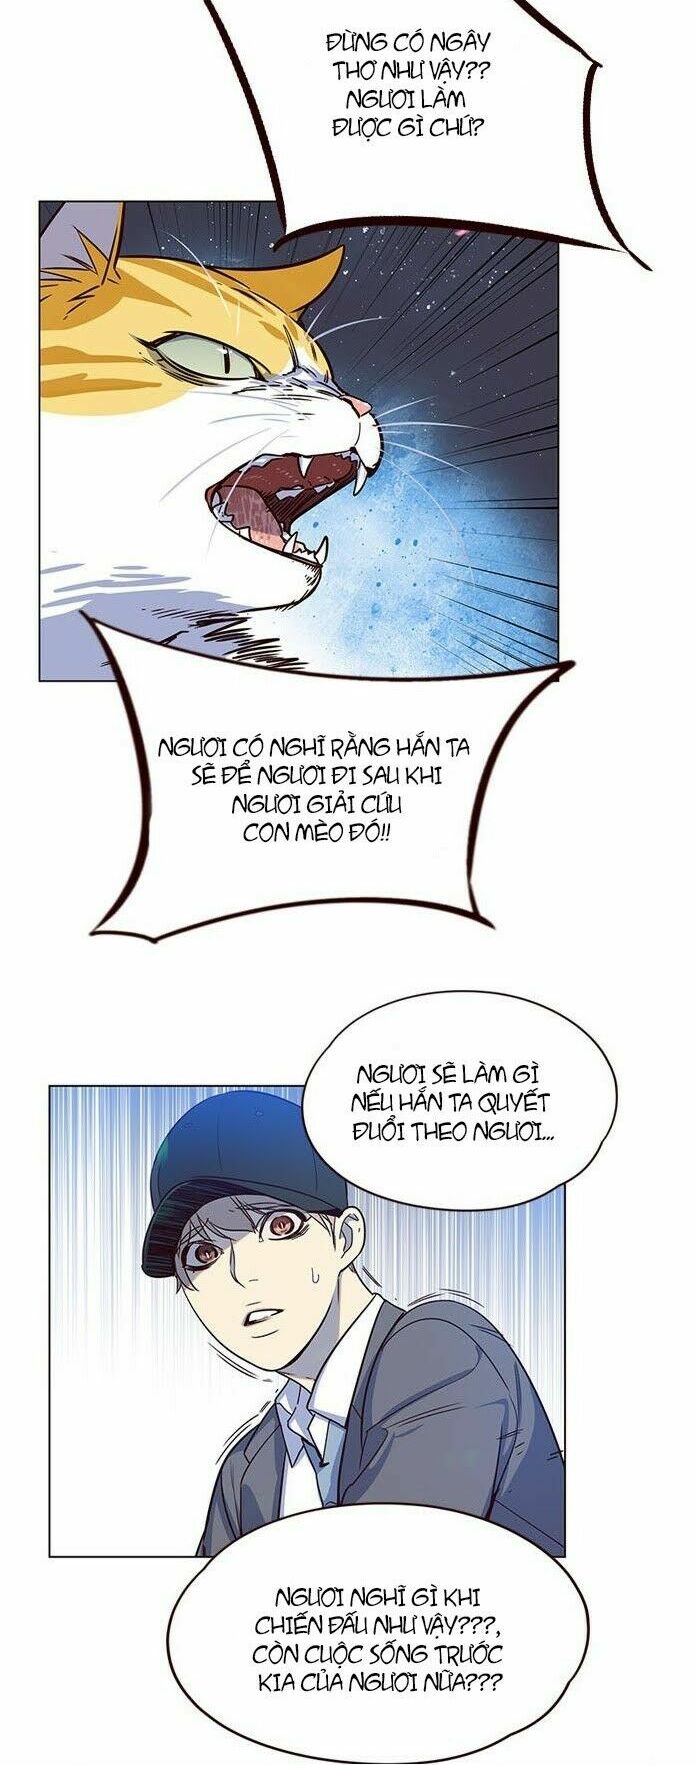 ĐỪNG CÓ NGÂY
THƠ NHƯ VẬY??
NGƯƠI LÀM
ĐƯỢC GÌ CHỨ?
NGƯƠI CÓ NGHĨ RẰNG HẮN TA
SẼ ĐỂ NGƯƠI ĐI SAU KHI
NGƯƠI GIẢI CỨU
CON MÈO ĐÓ!!
NGƯƠI SẼ LÀM GÌ
NẾU HẮN TA QUYẾT
ĐUỔI THEO NGƯƠI...
NGƯƠI NGHĨ GÌ KHI
CHIẾN ĐẤU NHƯ VẬY???,
CÒN CUỘC SỐNG TRƯỚC
KIA CỦA NGƯƠI NỮA???